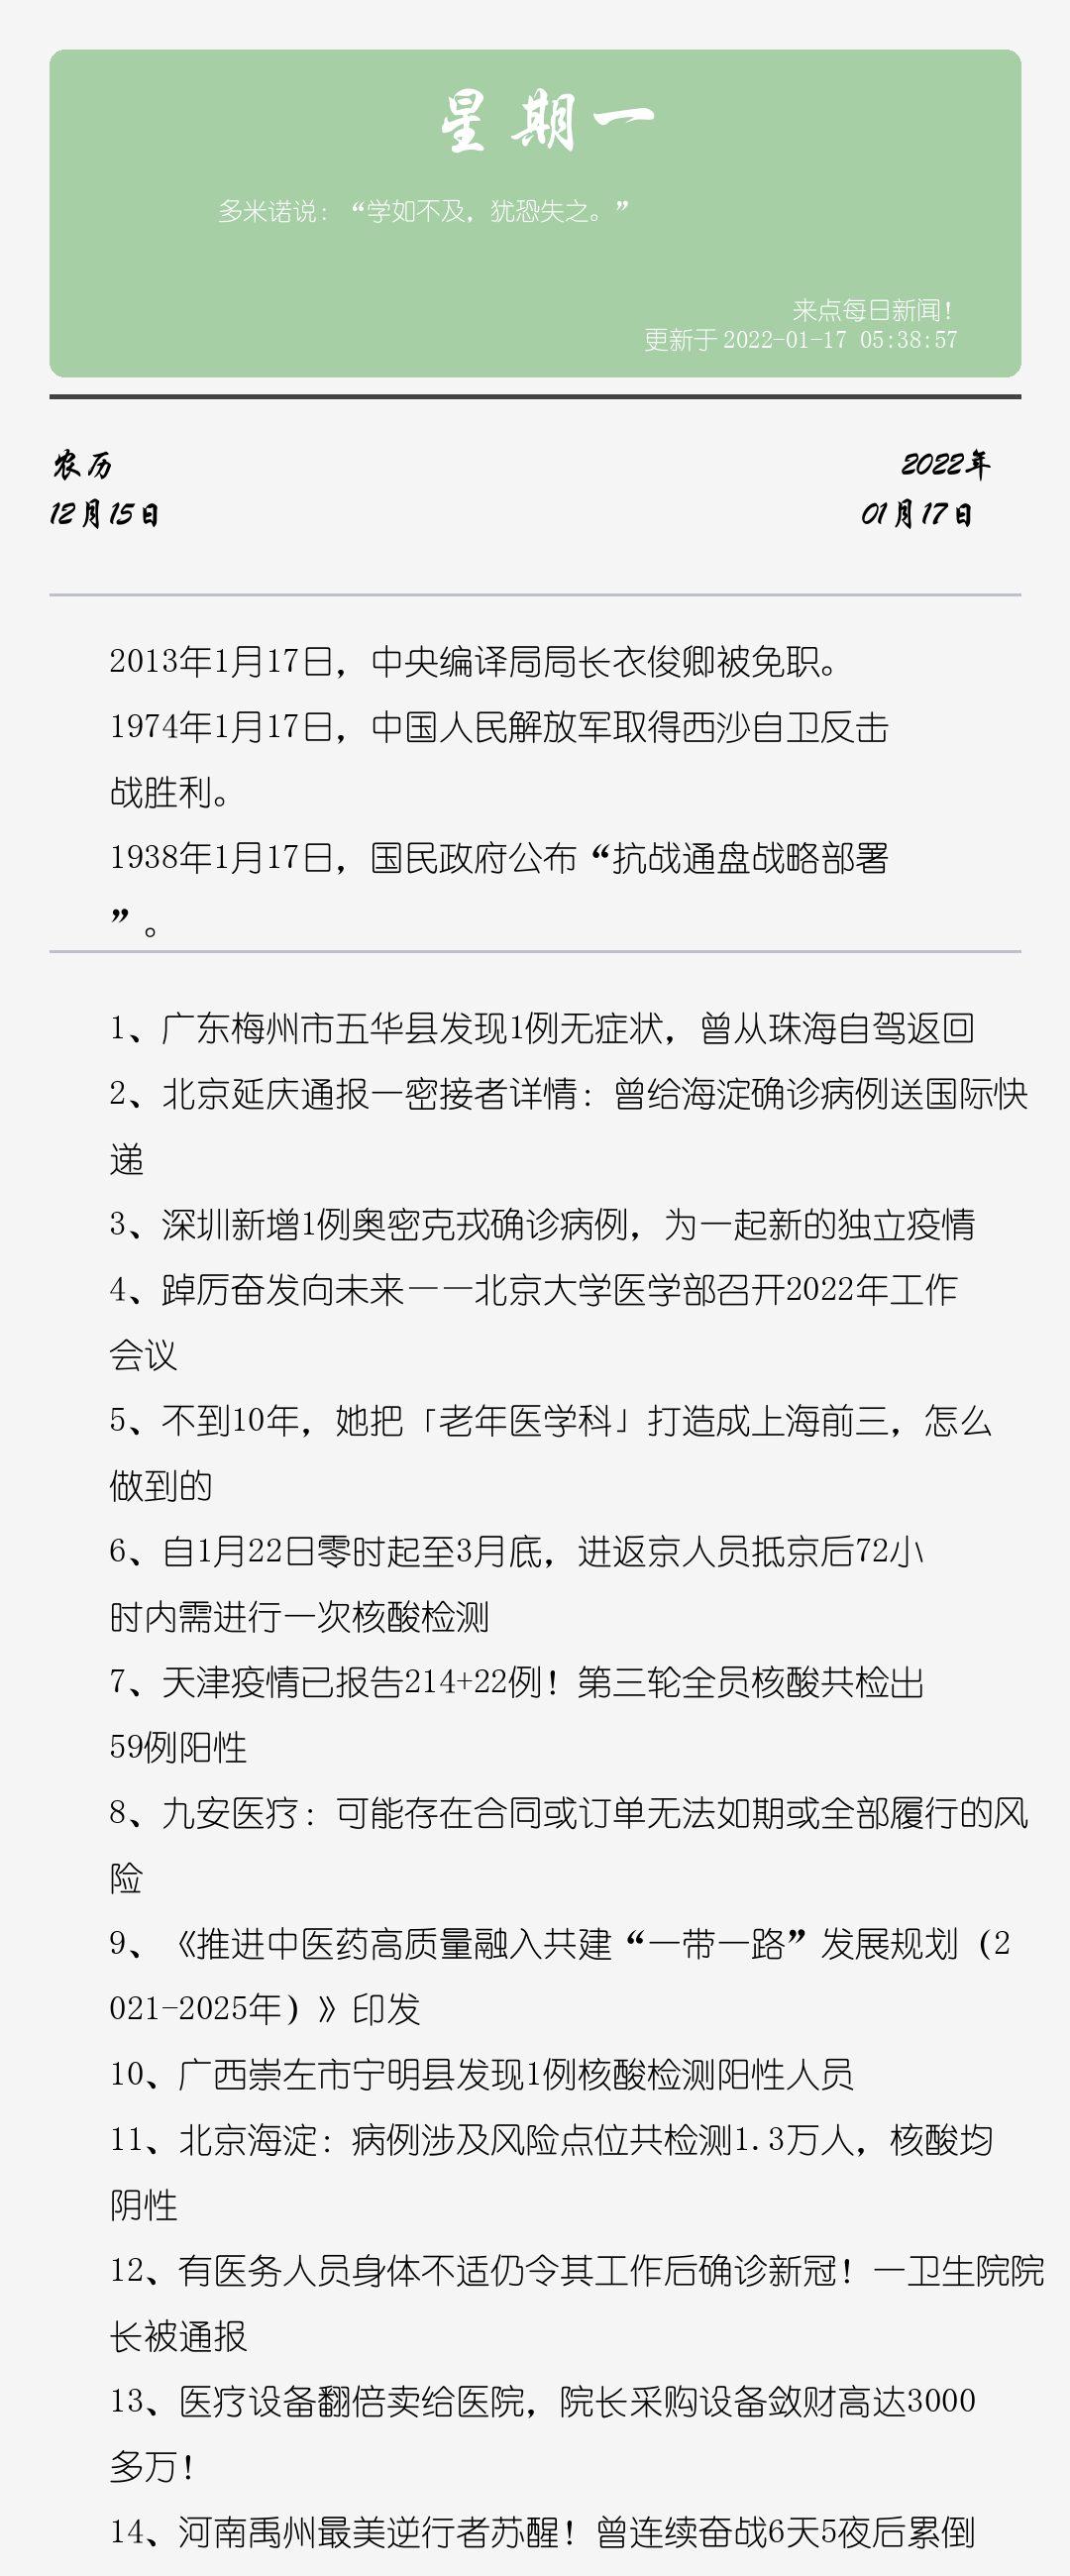 星期一
多米诺说：“学如不及，犹恐失之。”
来点每日新闻！
更新于 2022-01-17 05:38:57
农历
2022年
12月15日
01月17日
2013年1月17日，中央编译局局长衣俊卿被免职。
1974年1月17日，中国人民解放军取得西沙自卫反击
战胜利。
1938年1月17日，国民政府公布“抗战通盘战略部署
”。
1、广东梅州市五华县发现1例无症状，曾从珠海自驾返回
2、北京延庆通报一密接者详情：曾给海淀确诊病例送国际快
递
3、深圳新增1例奥密克戎确诊病例，为一起新的独立疫情
4、踔厉奋发向未来——北京大学医学部召开2022年工作
会议
5、不到10年，她把「老年医学科」打造成上海前三，怎么
做到的
6、自1月22日零时起至3月底，进返京人员抵京后72小
时内需进行一次核酸检测
7、天津疫情已报告214+22例！第三轮全员核酸共检出
59例阳性
8、九安医疗：可能存在合同或订单无法如期或全部履行的风
险
9、《推进中医药高质量融入共建“一带一路”发展规划（2
021-2025年）》印发
10、广西崇左市宁明县发现1例核酸检测阳性人员
11、北京海淀：病例涉及风险点位共检测1.3万人，核酸均
阴性
12、有医务人员身体不适仍令其工作后确诊新冠！一卫生院院
长被通报
13、医疗设备翻倍卖给医院，院长采购设备敛财高达3000
多万！
14、河南禹州最美逆行者苏醒！曾连续奋战6天5夜后累倒